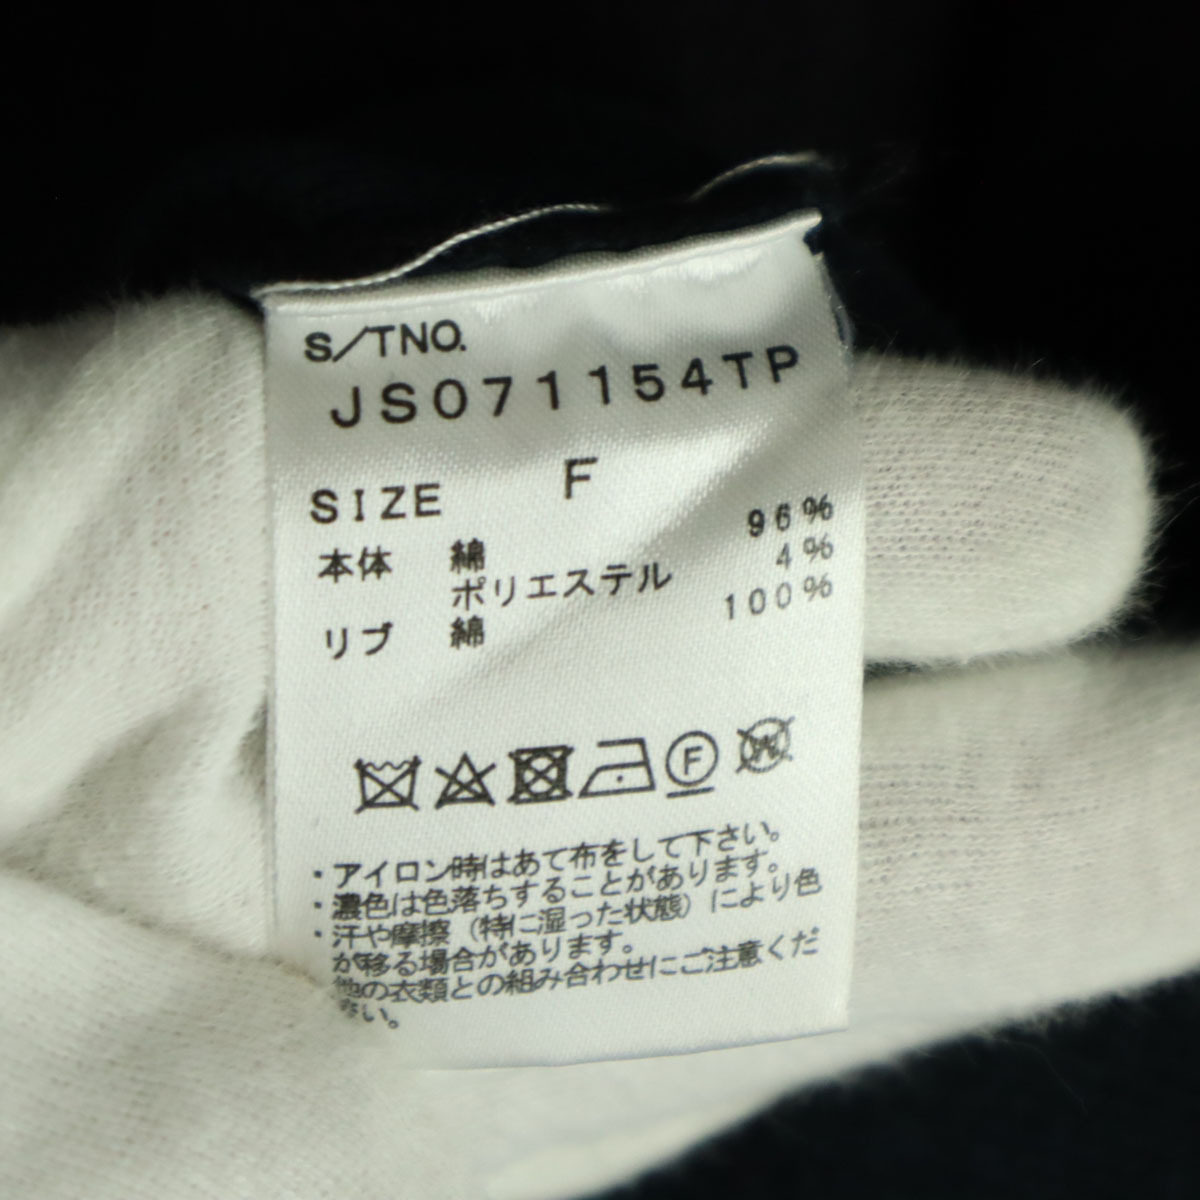 S/TNO.
JS071154TP
SIZE F
本体 綿 96%
ポリエステル 4%
リブ 綿 100%
F W
・アイロン時はあて布をして下さい。
・濃色は色落ちすることがあります。
・汗や摩擦（特に湿った状態）により色
が移る場合があります。
他の衣類との組み合わせにご注意くだ
さい。